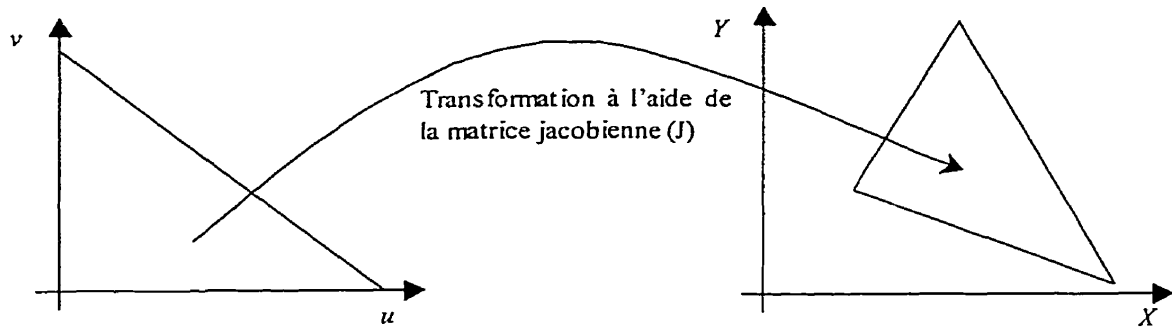 v
Y
Transformation à l'aide de
la matrice jacobienne (J)
u
X